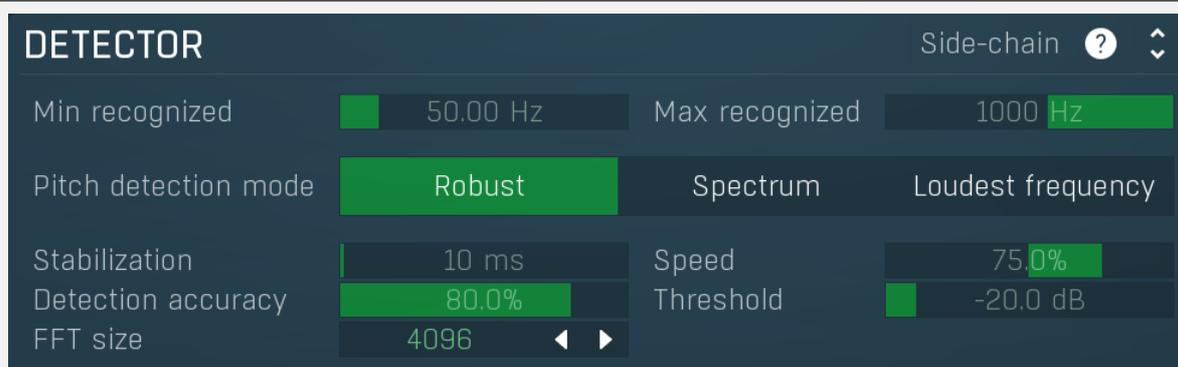 DETECTOR Side-chain ?
Min recognized 50.00 Hz Max recognized 1000 Hz
Pitch detection mode Robust Spectrum Loudest frequency
Stabilization 10 ms Speed 75.0%
Detection accuracy 80.0% Threshold -20.0 dB
FFT size 4096